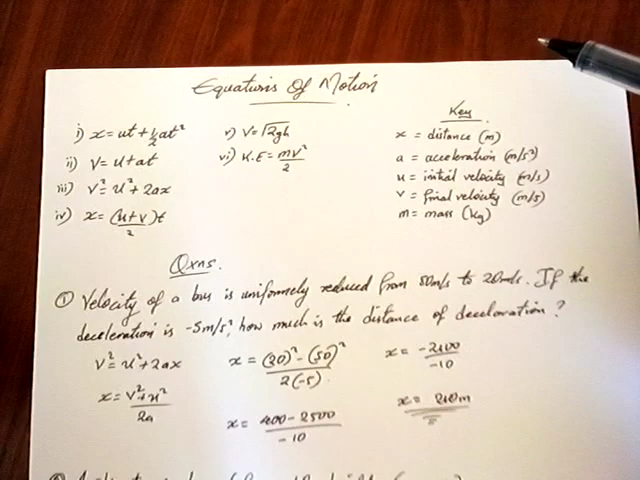 Equations Of Motion
i) x = ut + ½at²
ii) V = u + at
iii) V² = u² + 2ax
iv) x = (u+v)t / 2
v) V = √2gh
vi) K.E = mv² / 2
Key
x = distance (m)
a = acceleration (m/s²)
u = initial velocity (m/s)
v = final velocity (m/s)
m = mass (kg)
Qxns.
① Velocity of a bus is uniformely reduced from 50m/s to 20m/s. If the
deceleration is -5m/s², how much is the distance of decelaration ?
V² = u² + 2ax
x = V² - u² / 2a
x = (20)² - (50)² / 2(-5)
x = 400 - 2500 / -10
x = -2100 / -10
x = 210m